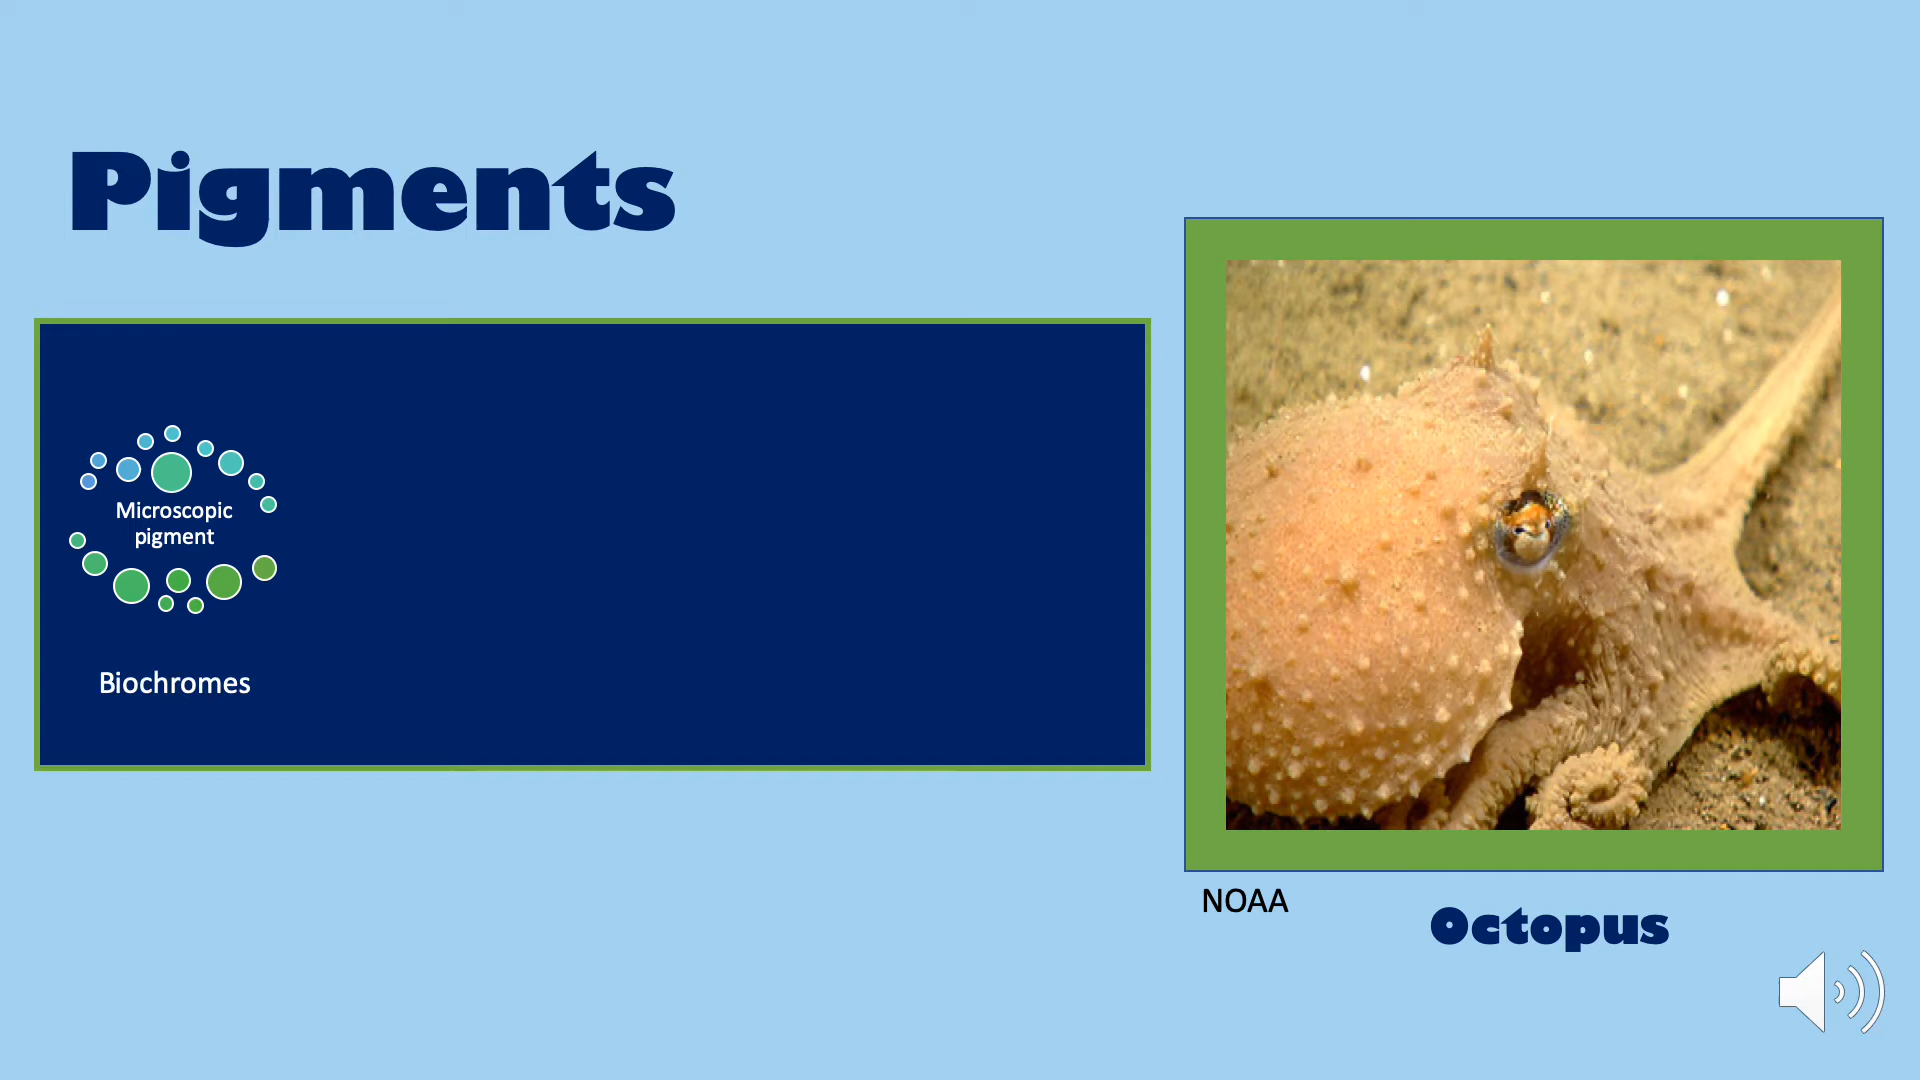 Pigments
Microscopic
pigment
Biochromes
NOAA
Octopus